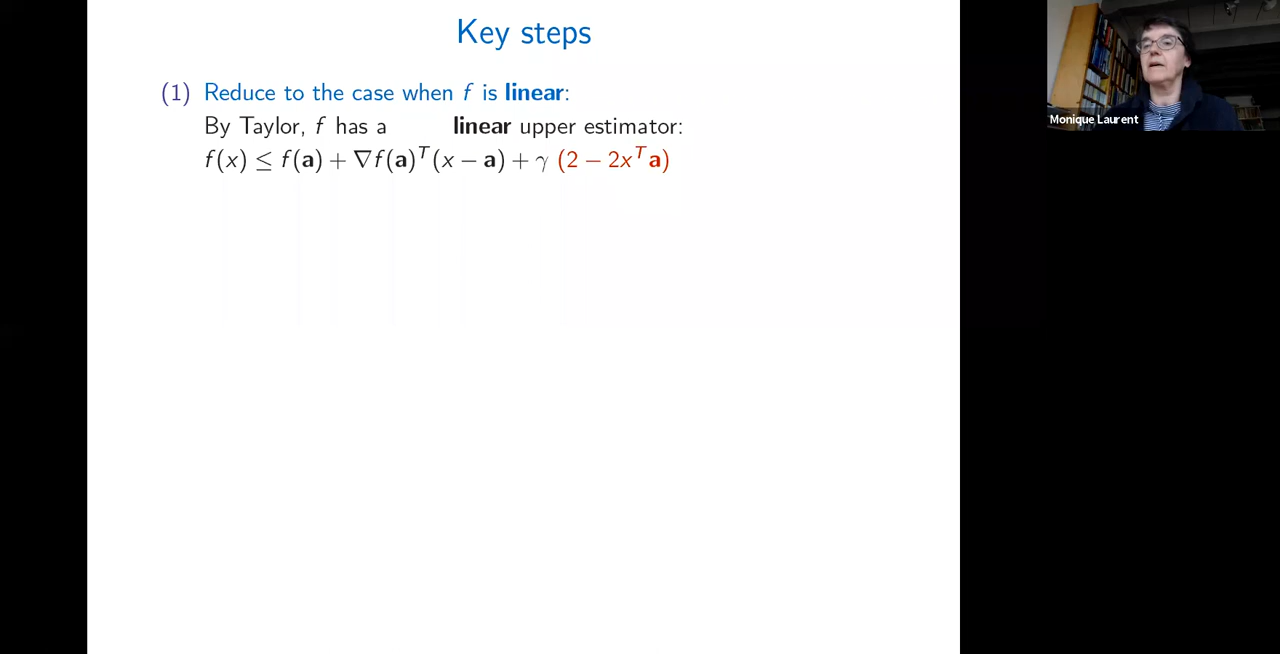 Key steps
(1) Reduce to the case when f is linear:
By Taylor, f has a linear upper estimator:
f(x) ≤ f(a) + ∇f(a)ᵀ(x − a) + γ (2 − 2xᵀa)
Monique Laurent